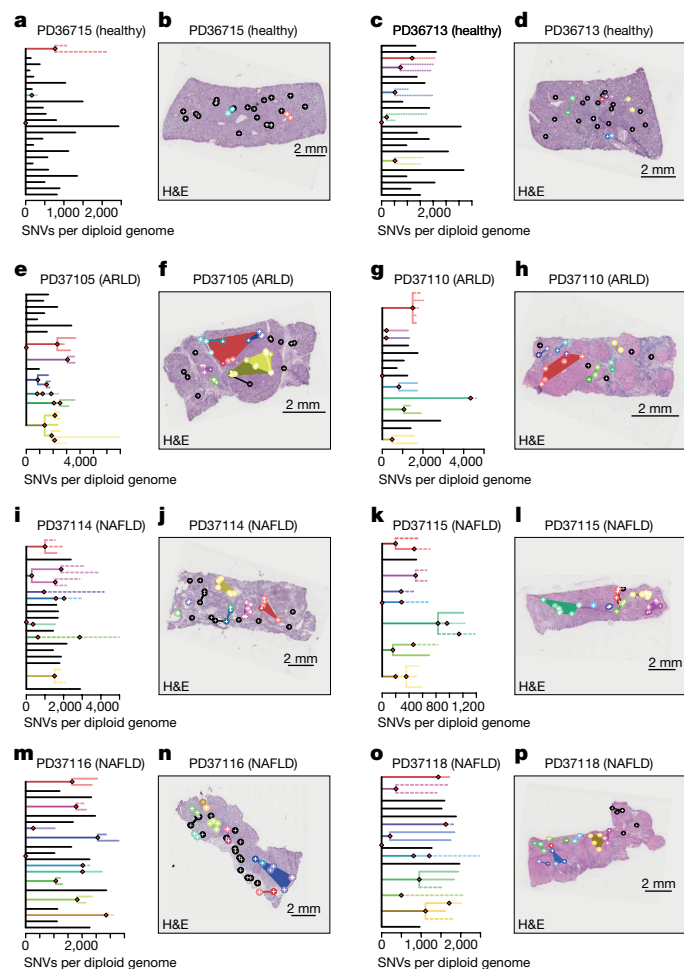 a PD36715 (healthy) b PD36715 (healthy) c PD36713 (healthy) d PD36713 (healthy)
2 mm 2 mm
H&E H&E
0 1,000 2,000 0 2,000
SNVs per diploid genome SNVs per diploid genome
e PD37105 (ARLD) f PD37105 (ARLD) g PD37110 (ARLD) h PD37110 (ARLD)
2 mm 2 mm
H&E H&E
0 4,000 0 2,000 4,000
SNVs per diploid genome SNVs per diploid genome
i PD37114 (NAFLD) j PD37114 (NAFLD) k PD37115 (NAFLD) l PD37115 (NAFLD)
2 mm 2 mm
H&E H&E
0 2,000 4,000 0 400 800 1,200
SNVs per diploid genome SNVs per diploid genome
m PD37116 (NAFLD) n PD37116 (NAFLD) o PD37118 (NAFLD) p PD37118 (NAFLD)
2 mm 2 mm
H&E H&E
0 2,000 0 1,000 2,000
SNVs per diploid genome SNVs per diploid genome